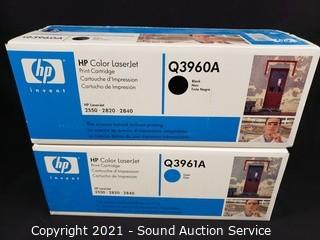 hp
invent
HP Color LaserJet
Print Cartridge
Cartouche d'Impression
Cartucho de Impresión
HP LaserJet
2550 · 2820 · 2840
Q3960A
Black
Noir
hp
invent
HP Color LaserJet
Print Cartridge
Cartouche d'Impression
Cartucho de Impresión
2550 · 2820 · 2840
Q3961A
Cyan
Copyright 2021 - Sound Auction Service